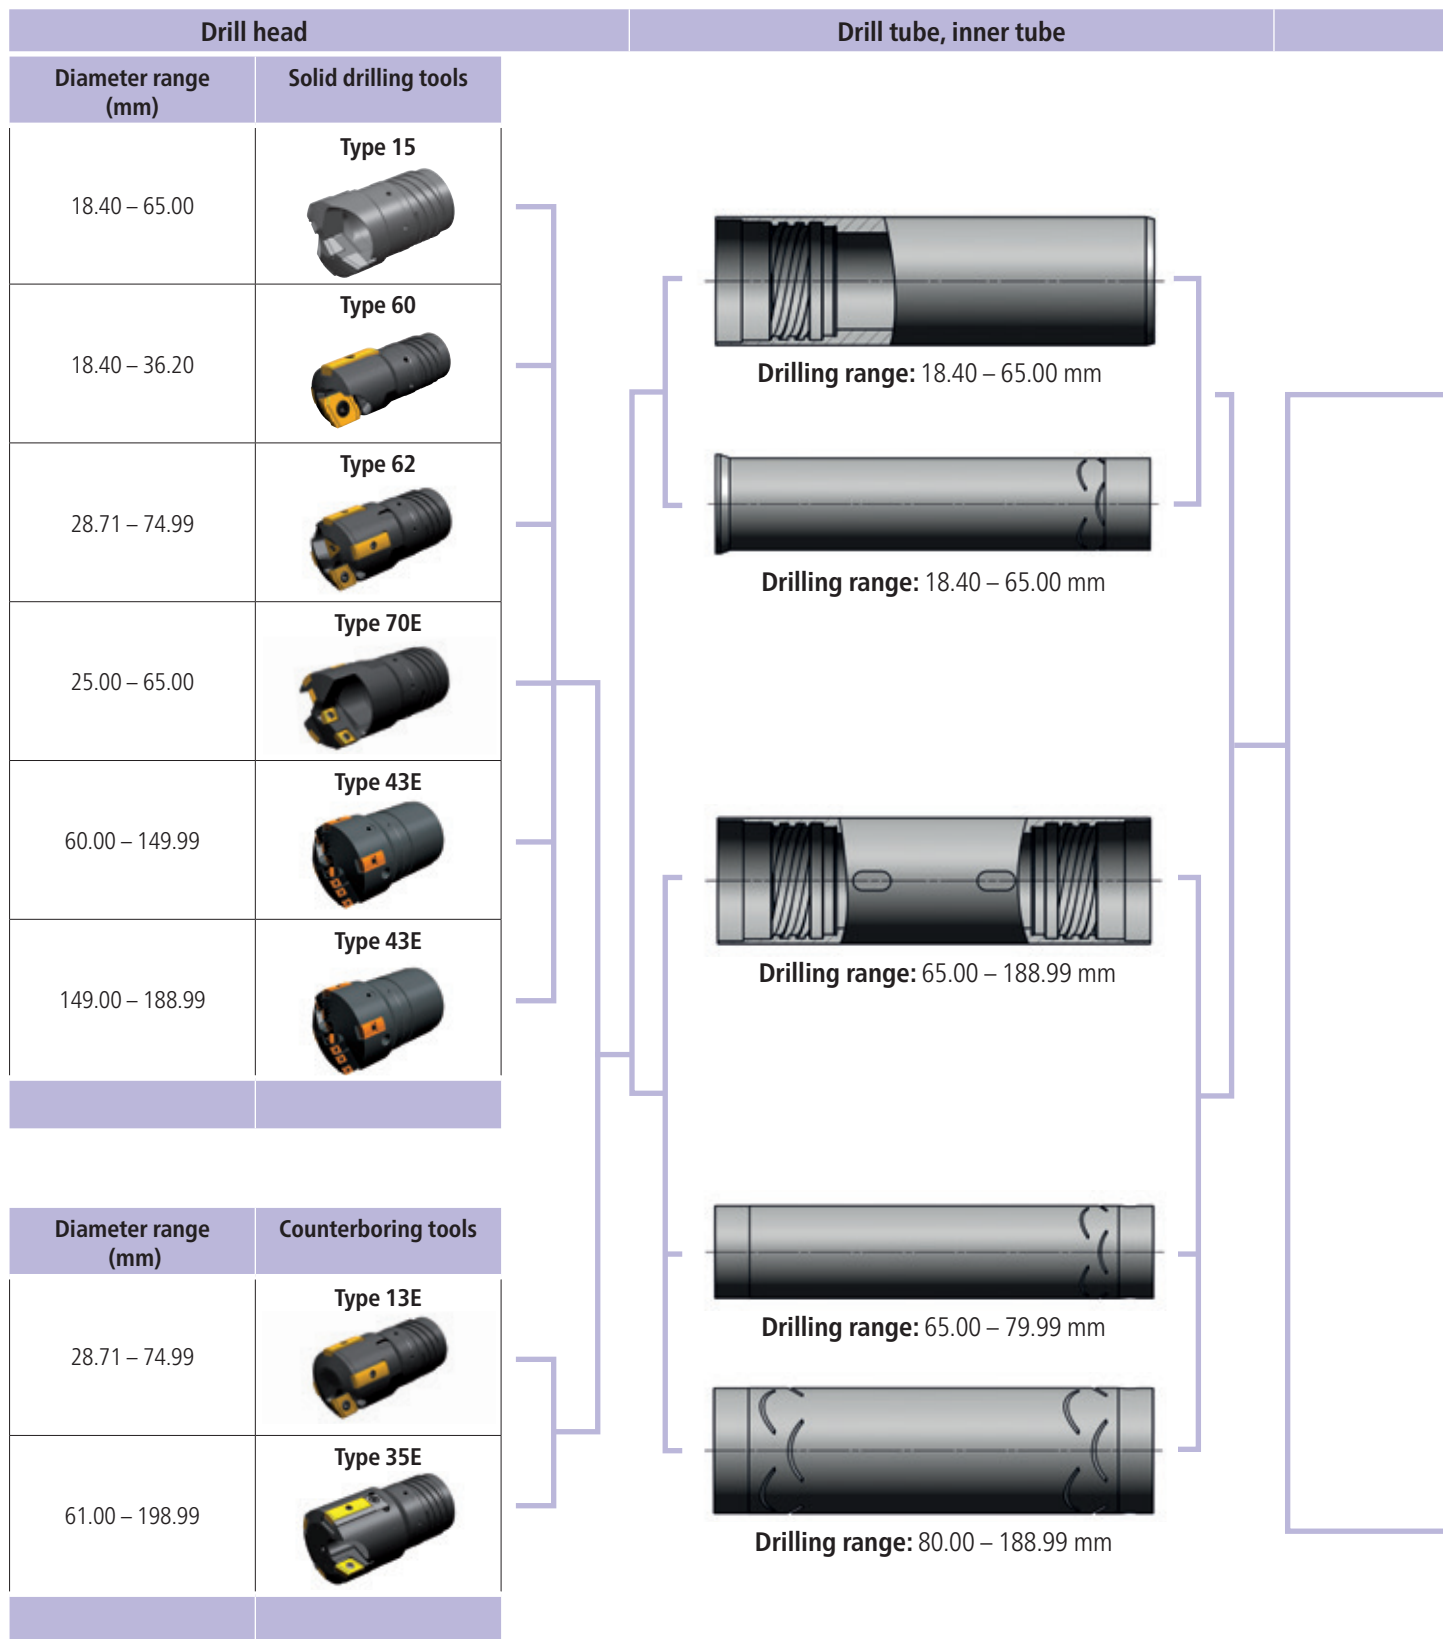 Drill head
Drill tube, inner tube
Diameter range
(mm)
Solid drilling tools
18.40 – 65.00
Type 15
18.40 – 36.20
Type 60
28.71 – 74.99
Type 62
25.00 – 65.00
Type 70E
60.00 – 149.99
Type 43E
149.00 – 188.99
Type 43E
Diameter range
(mm)
Counterboring tools
28.71 – 74.99
Type 13E
61.00 – 198.99
Type 35E
Drilling range: 18.40 – 65.00 mm
Drilling range: 18.40 – 65.00 mm
Drilling range: 65.00 – 188.99 mm
Drilling range: 65.00 – 79.99 mm
Drilling range: 80.00 – 188.99 mm